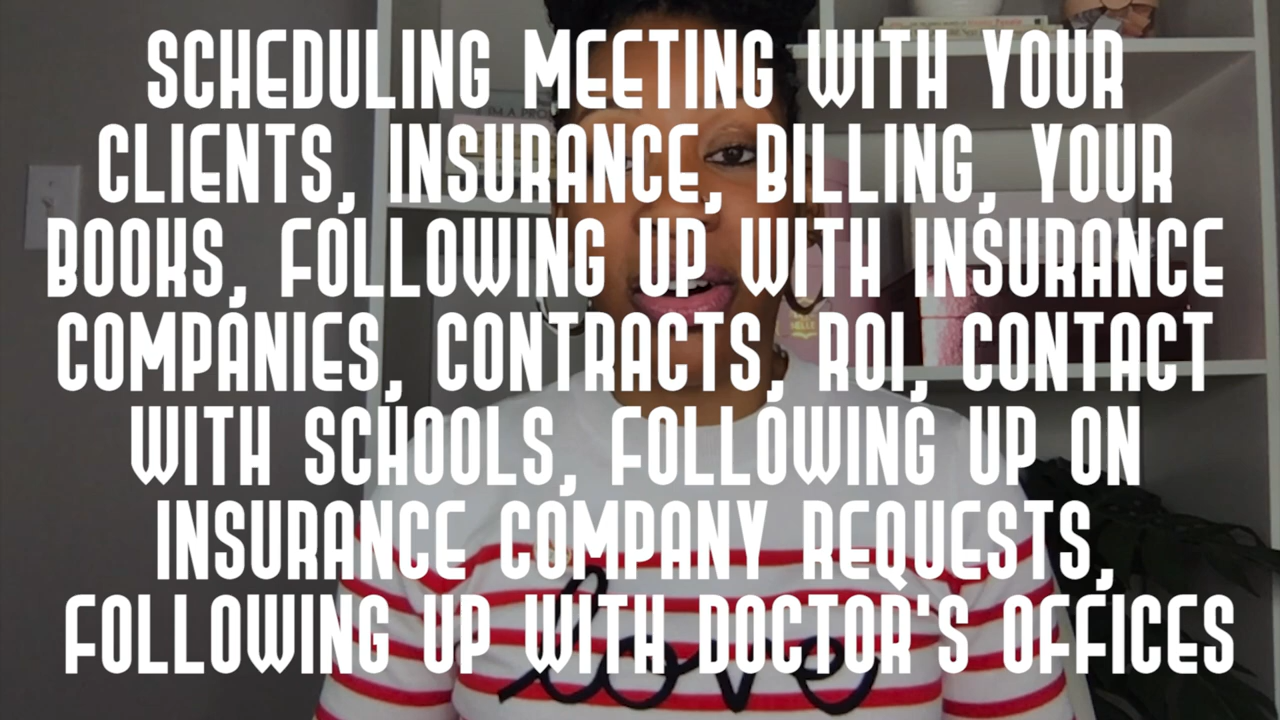 SCHEDULING MEETING WITH YOUR
CLIENTS, INSURANCE, BILLING, YOUR
BOOKS, FOLLOWING UP WITH INSURANCE
COMPANIES, CONTRACTS, ROI, CONTACT
WITH SCHOOLS, FOLLOWING UP ON
INSURANCE COMPANY REQUESTS,
FOLLOWING UP WITH DOCTOR'S OFFICES
love